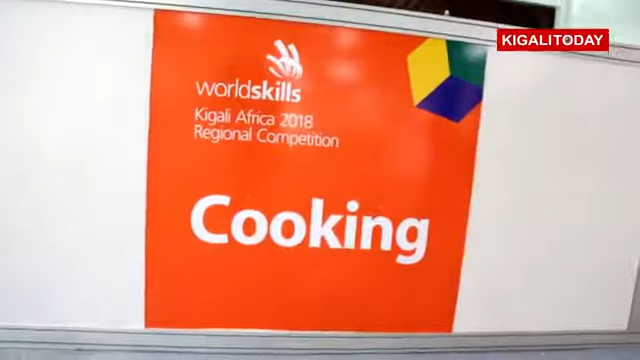 KIGALITODAY
worldskills
Kigali Africa 2018
Regional Competition
Cooking